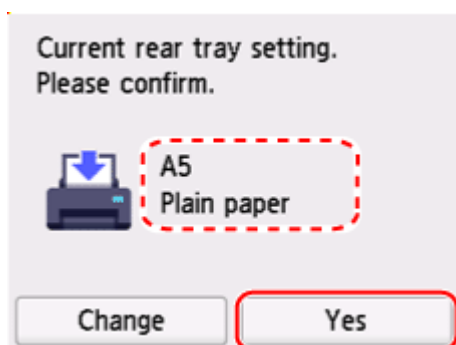 Current rear tray setting.
Please confirm.
A5
Plain paper
Change
Yes